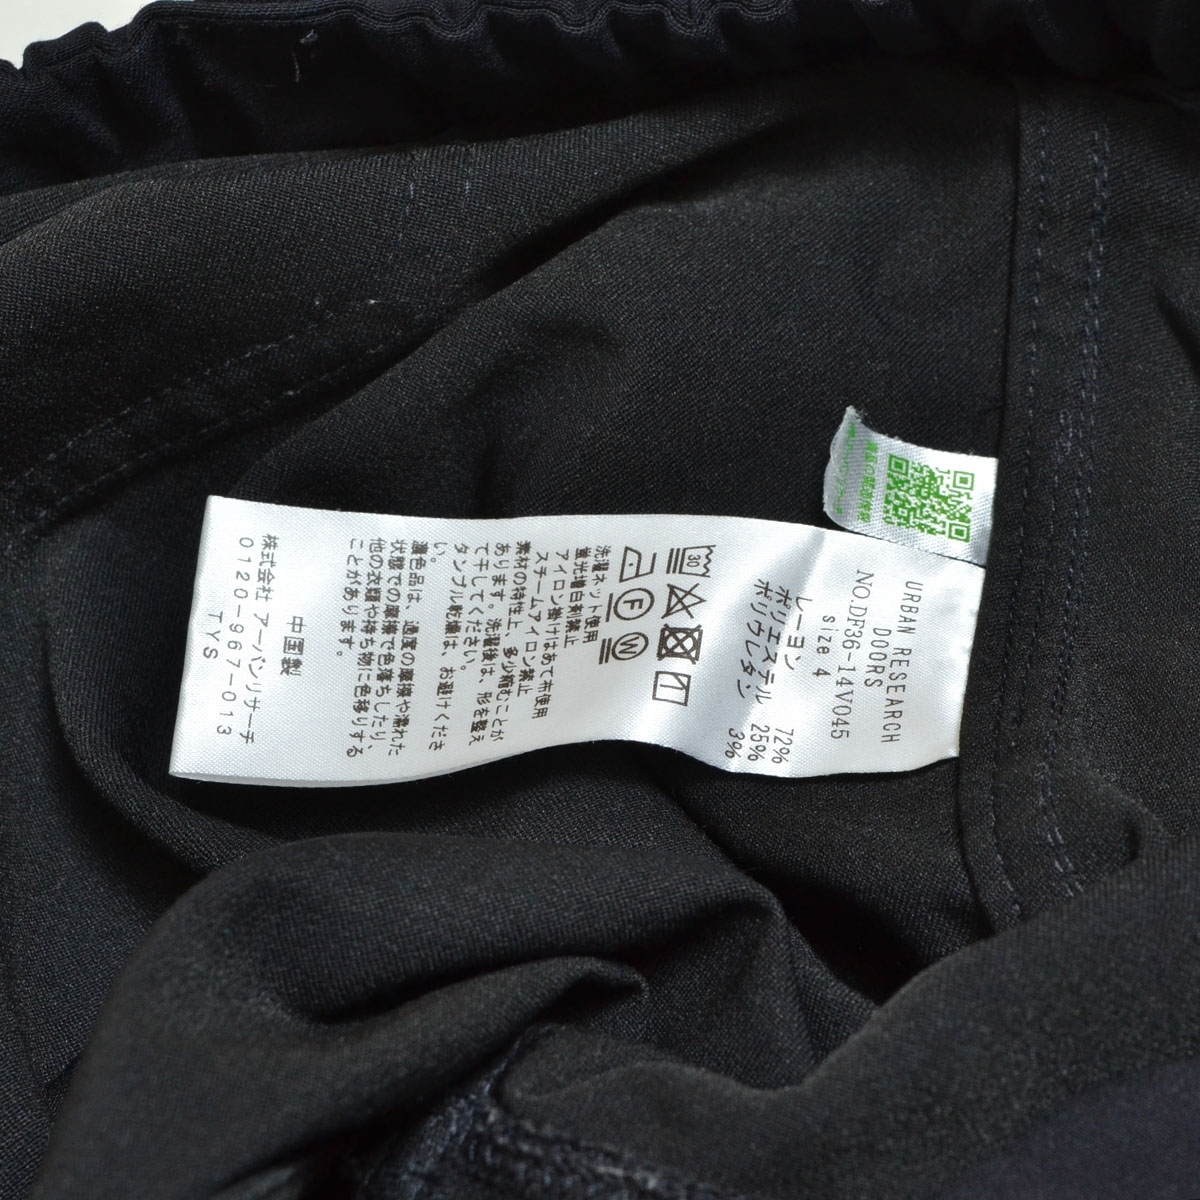 URBAN RESEARCH
DOORS
NO.DF36-14V045
size 4
レーヨン 72%
ポリエステル 25%
ポリウレタン 3%
30
F
W
洗濯ネット使用
蛍光増白剤禁止
アイロン掛けはあて布使用
スチームアイロン禁止
素材の特性上、多少縮むことが
あります。洗濯後は、形を整え
て干してください。
タンブル乾燥は、お避けくださ
い。
濃色品は、過度の摩擦や濡れた
状態での摩擦で色落ちしたり、
他の衣類や持ち物に色移りする
ことがあります。
中国製
株式会社 アーバンリサーチ
0120-967-013
TYS